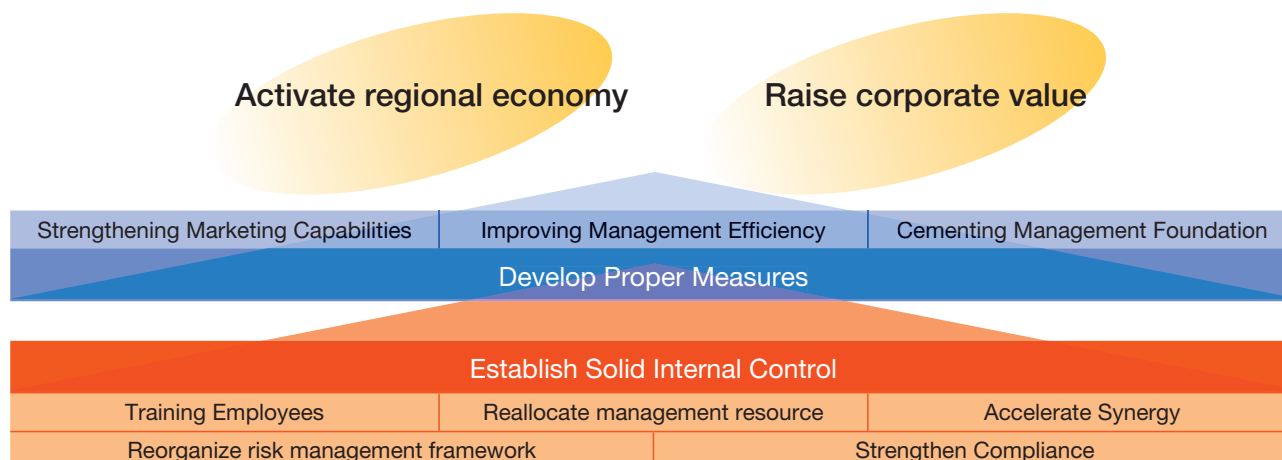 Activate regional economy
Raise corporate value
Strengthening Marketing Capabilities
Improving Management Efficiency
Cementing Management Foundation
Develop Proper Measures
Establish Solid Internal Control
Training Employees
Reallocate management resource
Accelerate Synergy
Reorganize risk management framework
Strengthen Compliance